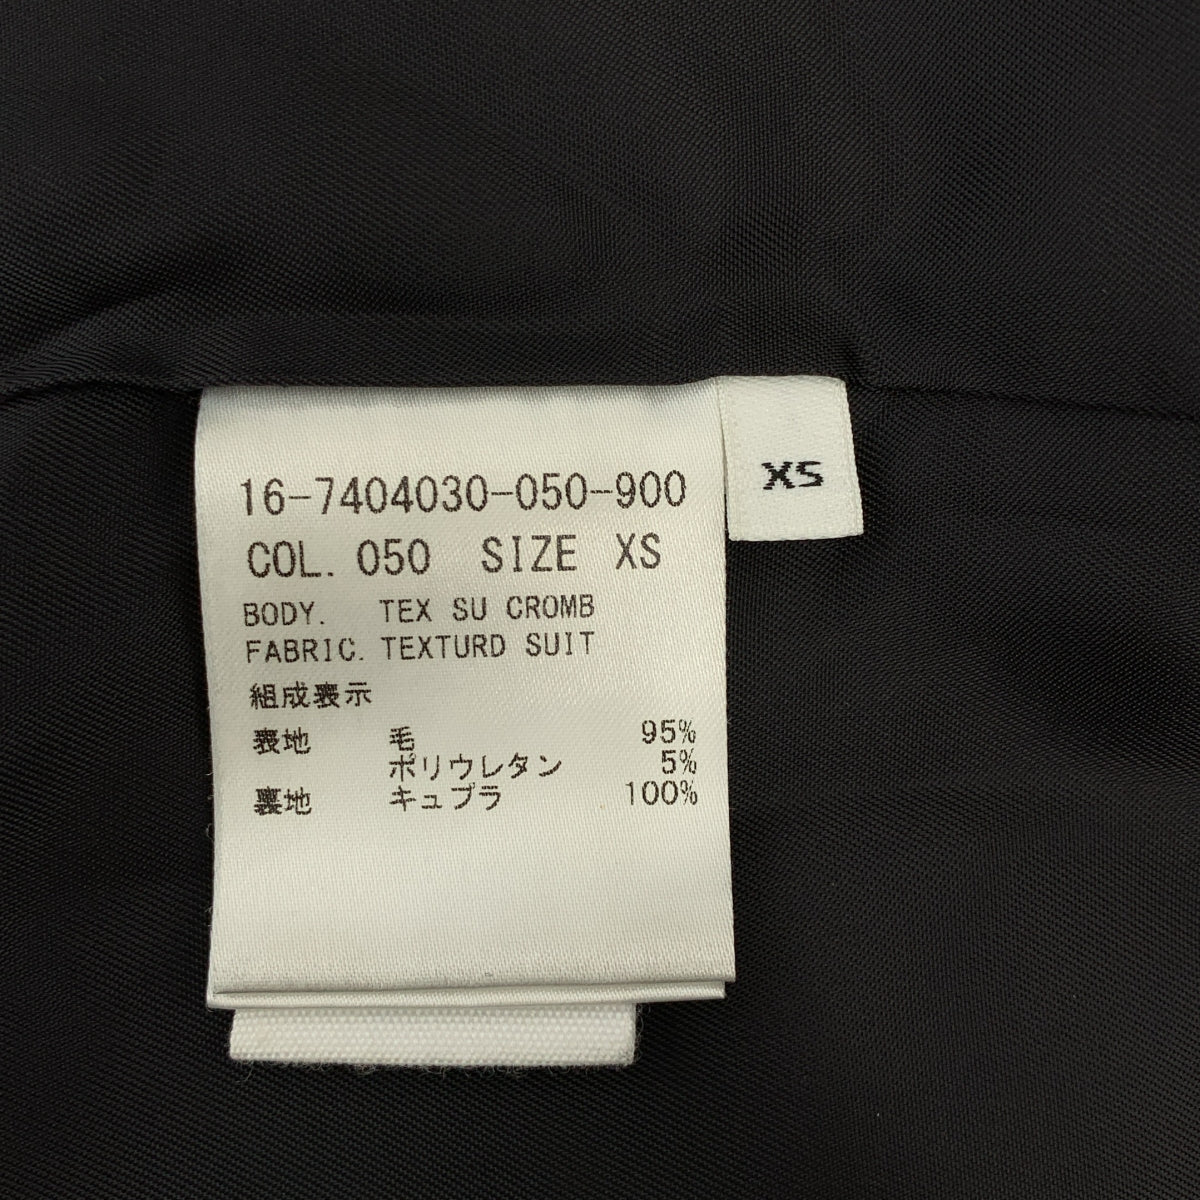 16-7404030-050-900
COL. 050 SIZE XS
BODY. TEX SU CROMB
FABRIC. TEXTURD SUIT
組成表示
表地 毛 95%
ポリウレタン 5%
裏地 キュプラ 100%
XS